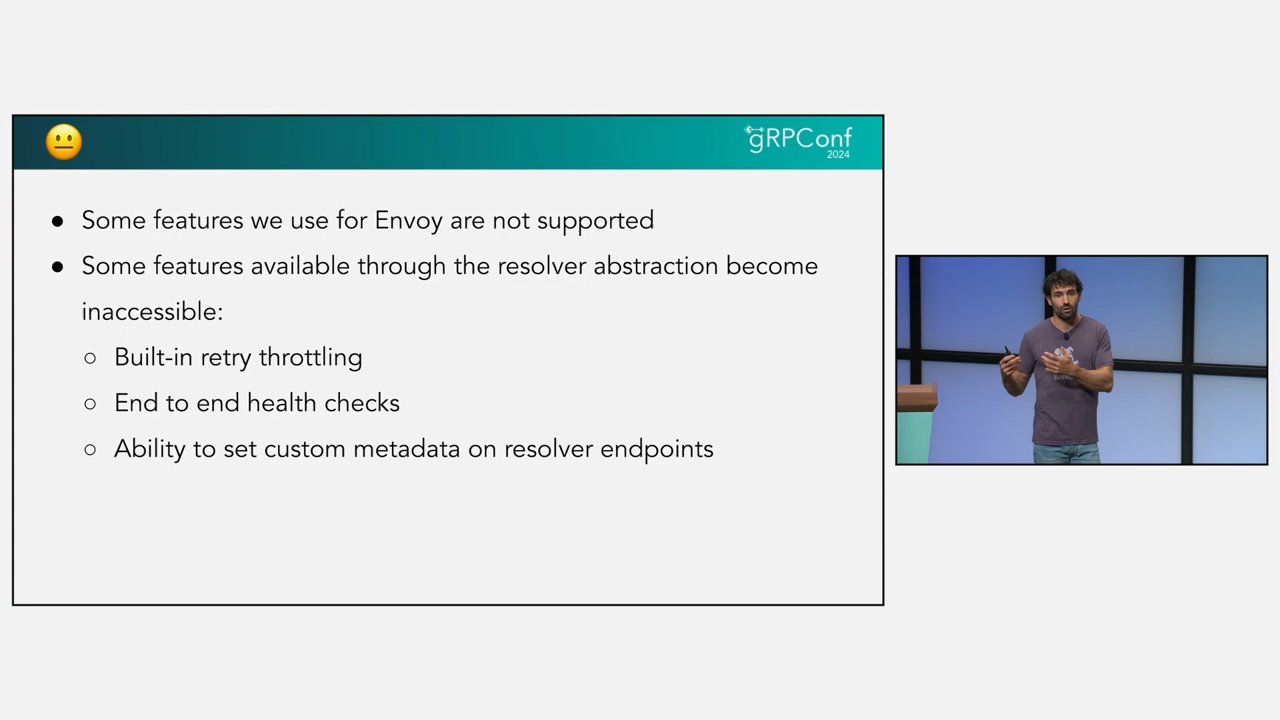 gRPConf
2024
● Some features we use for Envoy are not supported
● Some features available through the resolver abstraction become
inaccessible:
○ Built-in retry throttling
○ End to end health checks
○ Ability to set custom metadata on resolver endpoints